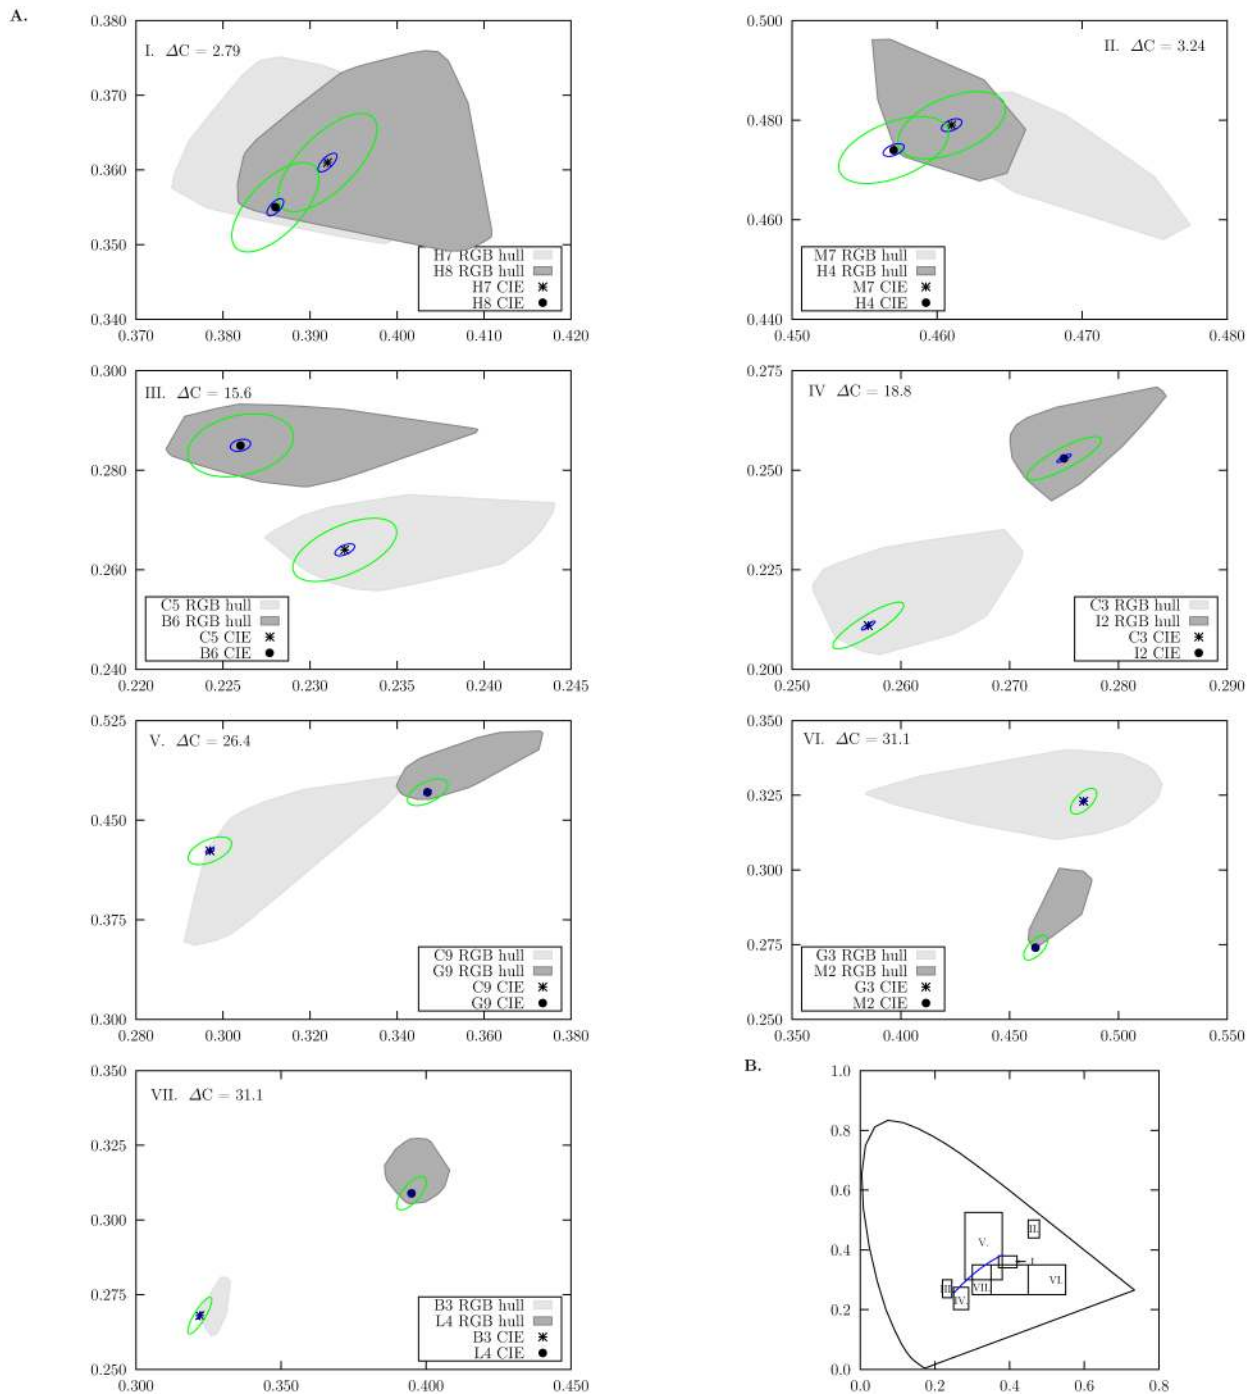 A.
I. ΔC = 2.79
0.380
0.370
0.360
0.350
0.340
0.370 0.380 0.390 0.400 0.410 0.420
H7 RGB hull
H8 RGB hull
H7 CIE
H8 CIE
II. ΔC = 3.24
0.500
0.480
0.460
0.440
0.450 0.460 0.470 0.480
M7 RGB hull
H4 RGB hull
M7 CIE
H4 CIE
III. ΔC = 15.6
0.300
0.280
0.260
0.240
0.220 0.225 0.230 0.235 0.240 0.245
C5 RGB hull
B6 RGB hull
C5 CIE
B6 CIE
IV ΔC = 18.8
0.275
0.250
0.225
0.200
0.250 0.260 0.270 0.280 0.290
C3 RGB hull
I2 RGB hull
C3 CIE
I2 CIE
V. ΔC = 26.4
0.525
0.450
0.375
0.300
0.280 0.300 0.320 0.340 0.360 0.380
C9 RGB hull
G9 RGB hull
C9 CIE
G9 CIE
VI. ΔC = 31.1
0.350
0.325
0.300
0.275
0.250
0.350 0.400 0.450 0.500 0.550
G3 RGB hull
M2 RGB hull
G3 CIE
M2 CIE
VII. ΔC = 31.1
0.350
0.325
0.300
0.275
0.250
0.300 0.350 0.400 0.450
B3 RGB hull
L4 RGB hull
B3 CIE
L4 CIE
B.
1.0
0.8
0.6
0.4
0.2
0.0
0.0 0.2 0.4 0.6 0.8
II.
V.
I.
III.
VII.
VI.
IV.